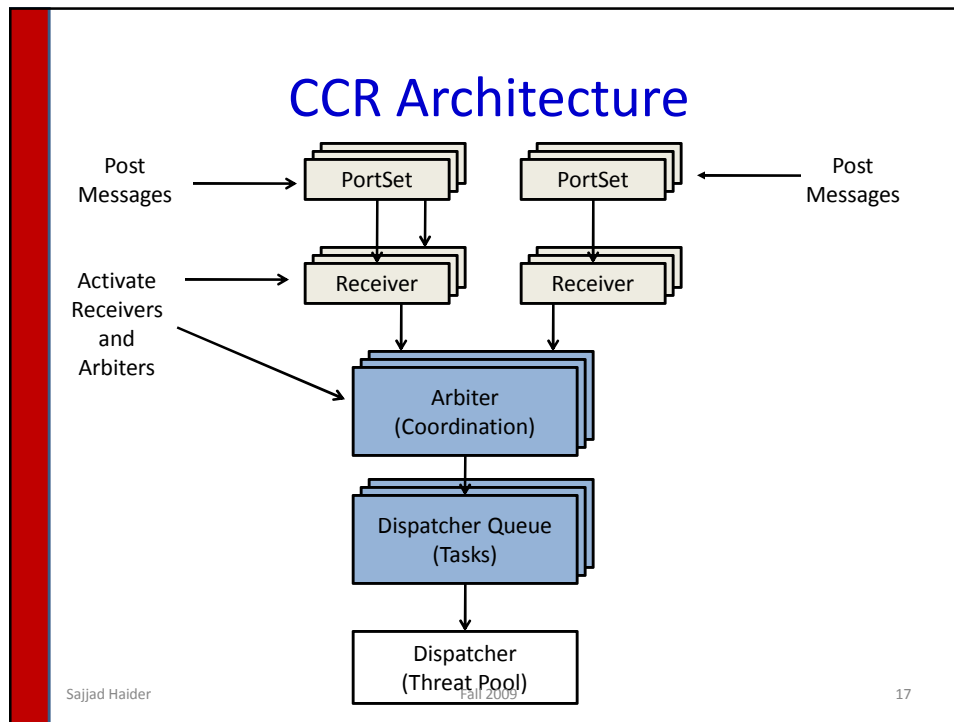 CCR Architecture
Post
Messages
PortSet
PortSet
Post
Messages
Activate
Receivers
and
Arbiters
Receiver
Receiver
Arbiter
(Coordination)
Dispatcher Queue
(Tasks)
Dispatcher
(Threat Pool)
Sajjad Haider
Fall 2009
17